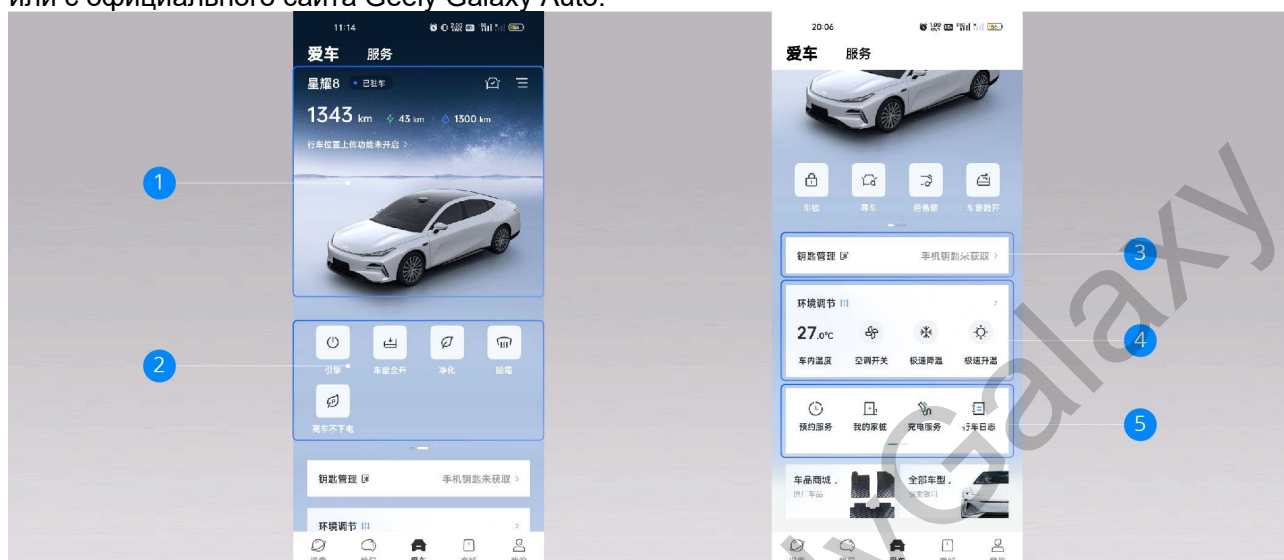 или с официального сайта Geely Galaxy Auto.
11:14
爱车 服务
星耀8 已驻车
1343 km 43 km 1300 km
行车位置上传功能未开启
1
2
引擎 车窗全开 净化 除霜
离车不下电
钥匙管理 手机钥匙未获取
环境调节
爱车
20:06
爱车 服务
车锁 寻车 后备箱 车窗微开
钥匙管理 手机钥匙未获取
3
环境调节
27.0℃
车内温度 空调开关 极速降温 极速升温
4
预约服务 我的家桩 充电服务 行车日志
5
车品商城 全部车型
Galaxy